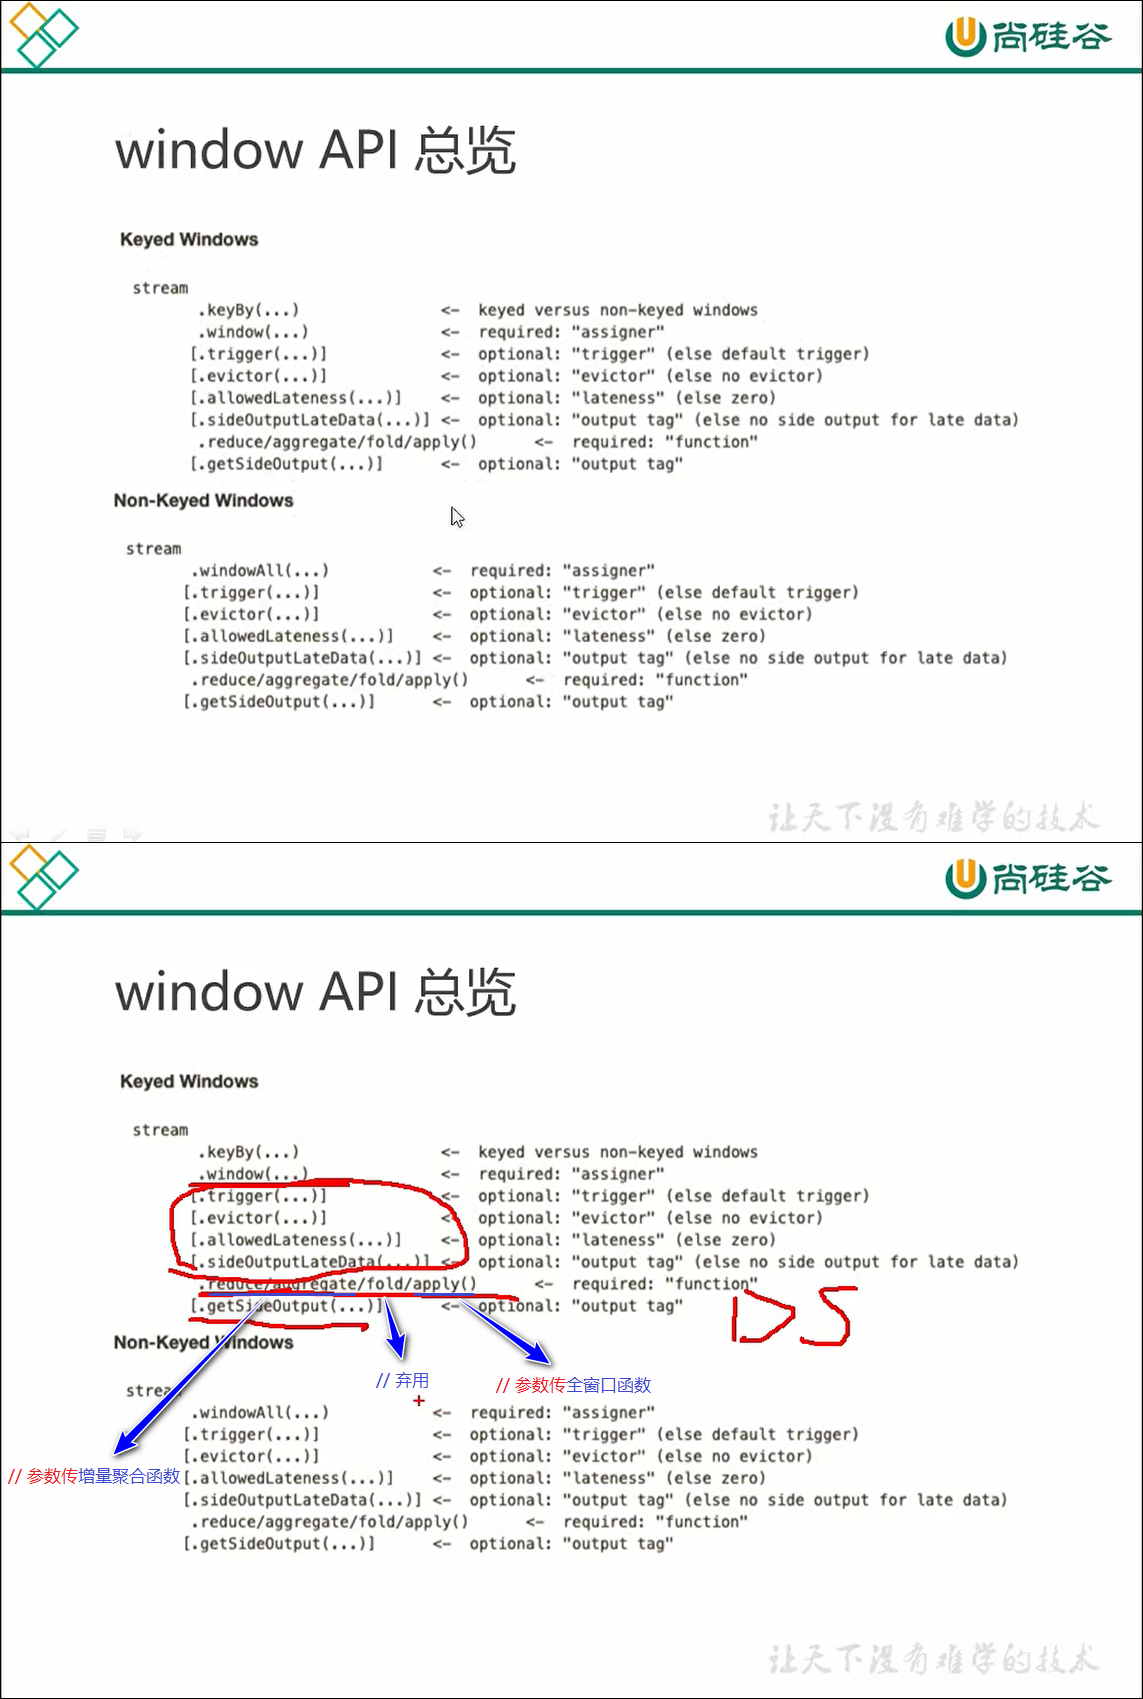 尚硅谷
window API 总览
Keyed Windows
stream
.keyBy(...) <- keyed versus non-keyed windows
.window(...) <- required: "assigner"
[.trigger(...)] <- optional: "trigger" (else default trigger)
[.evictor(...)] <- optional: "evictor" (else no evictor)
[.allowedLateness(...)] <- optional: "lateness" (else zero)
[.sideOutputLateData(...)] <- optional: "output tag" (else no side output for late data)
.reduce/aggregate/fold/apply() <- required: "function"
[.getSideOutput(...)] <- optional: "output tag"
Non-Keyed Windows
stream
.windowAll(...) <- required: "assigner"
[.trigger(...)] <- optional: "trigger" (else default trigger)
[.evictor(...)] <- optional: "evictor" (else no evictor)
[.allowedLateness(...)] <- optional: "lateness" (else zero)
[.sideOutputLateData(...)] <- optional: "output tag" (else no side output for late data)
.reduce/aggregate/fold/apply() <- required: "function"
[.getSideOutput(...)] <- optional: "output tag"
让天下没有难学的技术
尚硅谷
window API 总览
Keyed Windows
stream
.keyBy(...) <- keyed versus non-keyed windows
.window(...) <- required: "assigner"
[.trigger(...)] <- optional: "trigger" (else default trigger)
[.evictor(...)] <- optional: "evictor" (else no evictor)
[.allowedLateness(...)] <- optional: "lateness" (else zero)
[.sideOutputLateData(...)] <- optional: "output tag" (else no side output for late data)
.reduce/aggregate/fold/apply() <- required: "function"
[.getSideOutput(...)] <- optional: "output tag"
DS
Non-Keyed Windows
// 弃用
// 参数传全窗口函数
stream
.windowAll(...) <- required: "assigner"
[.trigger(...)] <- optional: "trigger" (else default trigger)
[.evictor(...)] <- optional: "evictor" (else no evictor)
// 参数传增量聚合函数
[.allowedLateness(...)] <- optional: "lateness" (else zero)
[.sideOutputLateData(...)] <- optional: "output tag" (else no side output for late data)
.reduce/aggregate/fold/apply() <- required: "function"
[.getSideOutput(...)] <- optional: "output tag"
让天下没有难学的技术